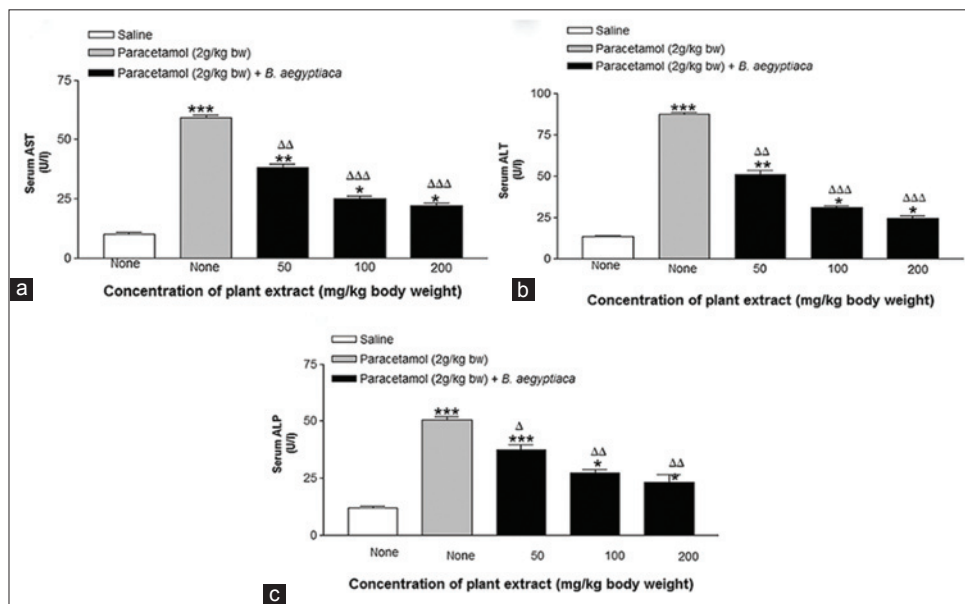 Saline
Paracetamol (2g/kg bw)
Paracetamol (2g/kg bw) + B. aegyptiaca
75
50
25
0
Serum AST
(U/l)
***
ΔΔ
**
ΔΔΔ
*
ΔΔΔ
*
None
None
50
100
200
Concentration of plant extract (mg/kg body weight)
a
Saline
Paracetamol (2g/kg bw)
Paracetamol (2g/kg bw) + B. aegyptiaca
100
75
50
25
0
Serum ALT
(U/l)
***
ΔΔ
**
ΔΔΔ
*
ΔΔΔ
*
None
None
50
100
200
Concentration of plant extract (mg/kg body weight)
b
Saline
Paracetamol (2g/kg bw)
Paracetamol (2g/kg bw) + B. aegyptiaca
75
50
25
0
Serum ALP
(U/l)
***
Δ
***
ΔΔ
*
ΔΔ
*
None
None
50
100
200
Concentration of plant extract (mg/kg body weight)
c